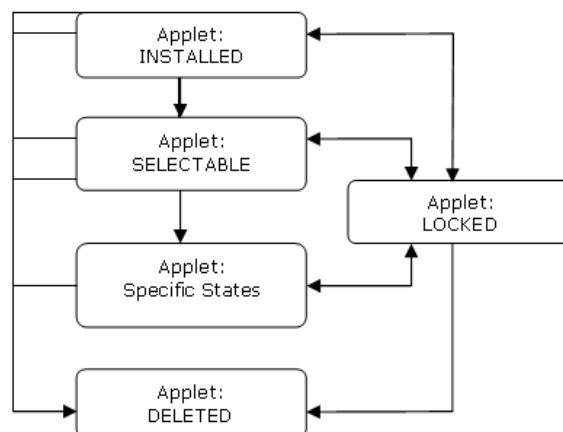 Applet:
INSTALLED
Applet:
SELECTABLE
Applet:
LOCKED
Applet:
Specific States
Applet:
DELETED